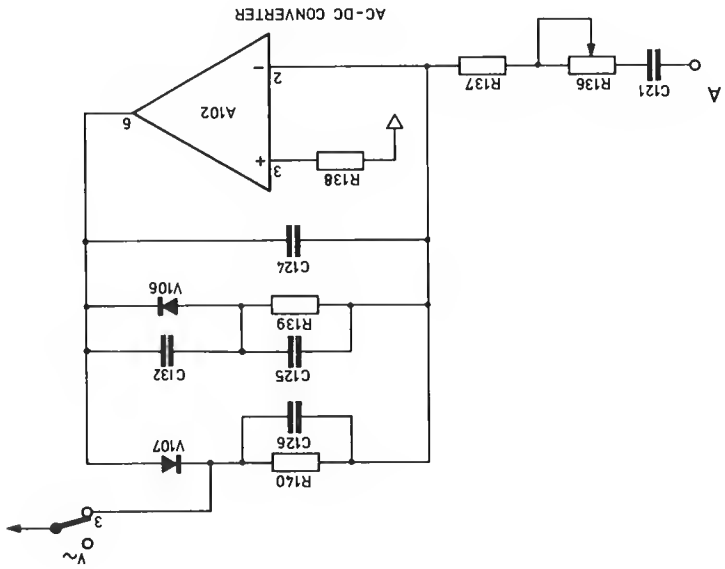 V~
3
R140
C126
V107
C125
C132
R139
V106
C124
R138
3
+
6
A102
A
C121
R136
R137
2
−
AC-DC CONVERTER